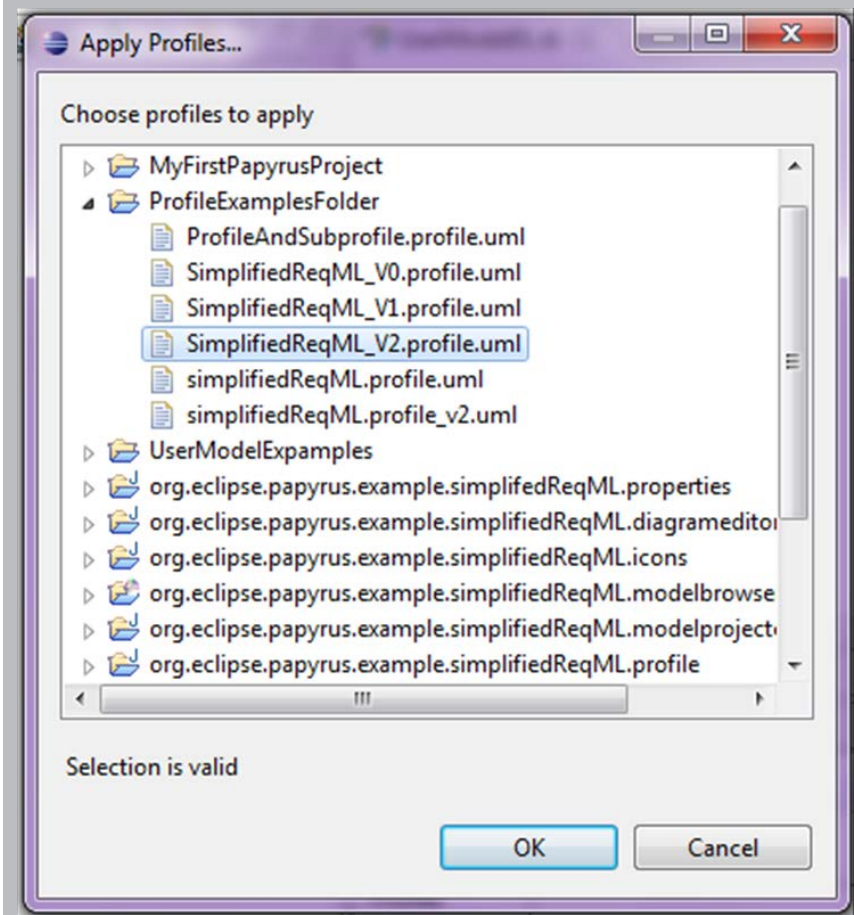 Apply Profiles...
Choose profiles to apply
MyFirstPapyrusProject
ProfileExamplesFolder
ProfileAndSubprofile.profile.uml
SimplifiedReqML_V0.profile.uml
SimplifiedReqML_V1.profile.uml
SimplifiedReqML_V2.profile.uml
simplifiedReqML.profile.uml
simplifiedReqML.profile_v2.uml
UserModelExpamples
org.eclipse.papyrus.example.simplifedReqML.properties
org.eclipse.papyrus.example.simplifiedReqML.diagramedito
org.eclipse.papyrus.example.simplifiedReqML.icons
org.eclipse.papyrus.example.simplifiedReqML.modelbrowse
org.eclipse.papyrus.example.simplifiedReqML.modelproject
org.eclipse.papyrus.example.simplifiedReqML.profile
Selection is valid
OK Cancel